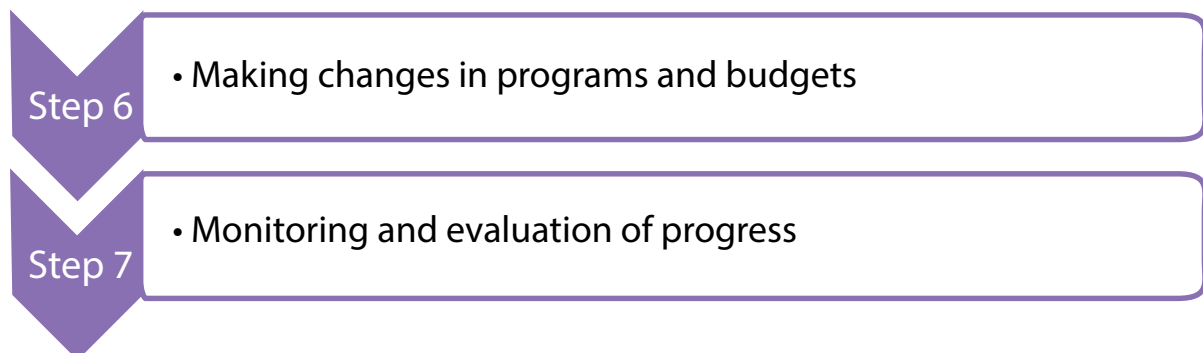 Step 6
• Making changes in programs and budgets
Step 7
• Monitoring and evaluation of progress